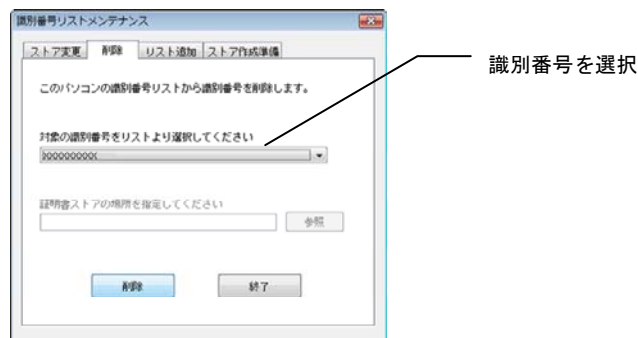 識別番号リストメンテナンス
ストア変更 削除 リスト追加 ストア作成準備
識別番号を選択
このパソコンの識別番号リストから識別番号を削除します。
対象の識別番号をリストより選択してください
証明書ストアの場所を指定してください
参照
削除 終了